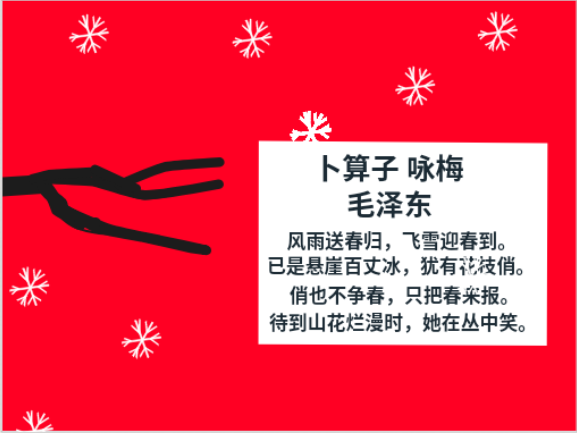 卜算子 咏梅
毛泽东
风雨送春归，飞雪迎春到。
已是悬崖百丈冰，犹有花枝俏。
俏也不争春，只把春来报。
待到山花烂漫时，她在丛中笑。